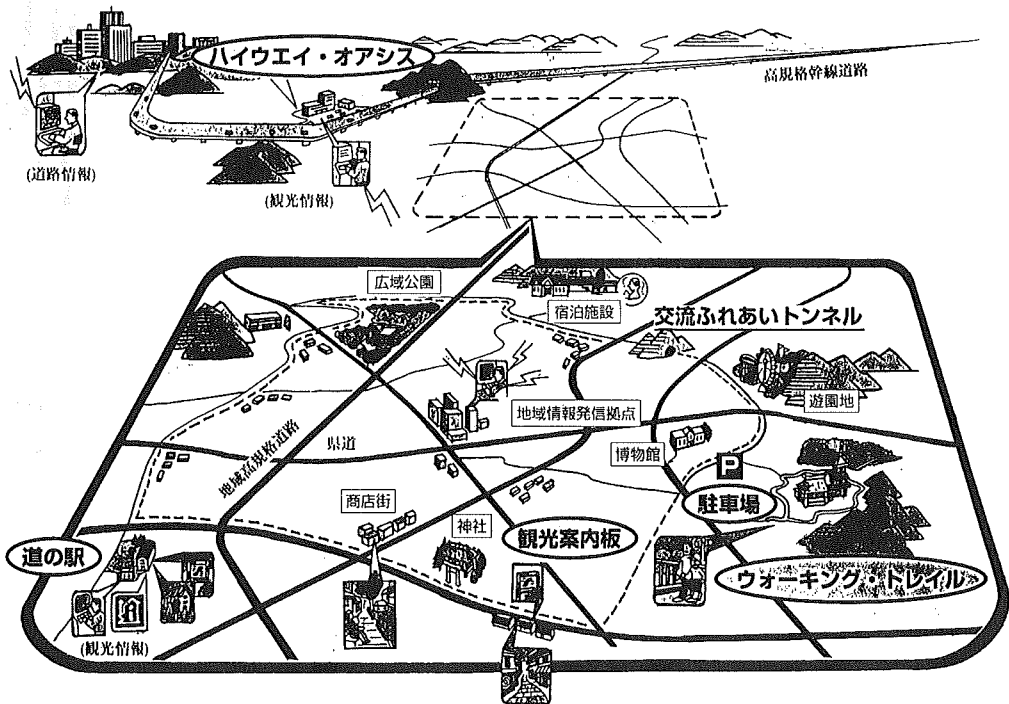 ハイウエイ・オアシス
高規格幹線道路
(道路情報)
(観光情報)
広域公園
宿泊施設
交流ふれあいトンネル
遊園地
地域情報発信拠点
博物館
P
駐車場
県道
地域高規格道路
商店街
神社
観光案内板
道の駅
ウォーキング・トレイル
(観光情報)